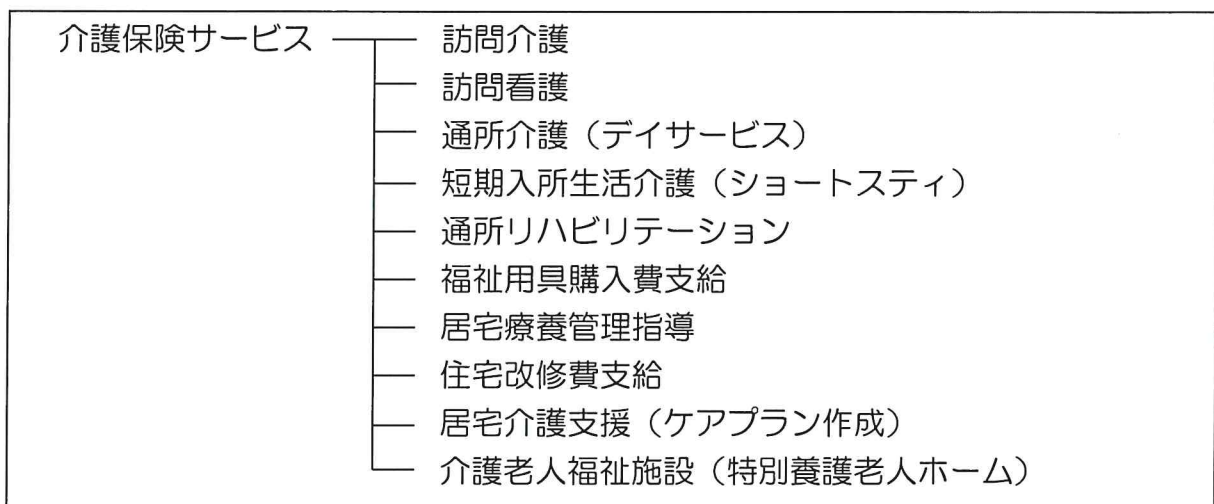 介護保険サービス 訪問介護
訪問看護
通所介護（デイサービス）
短期入所生活介護（ショートスティ）
通所リハビリテーション
福祉用具購入費支給
居宅療養管理指導
住宅改修費支給
居宅介護支援（ケアプラン作成）
介護老人福祉施設（特別養護老人ホーム）